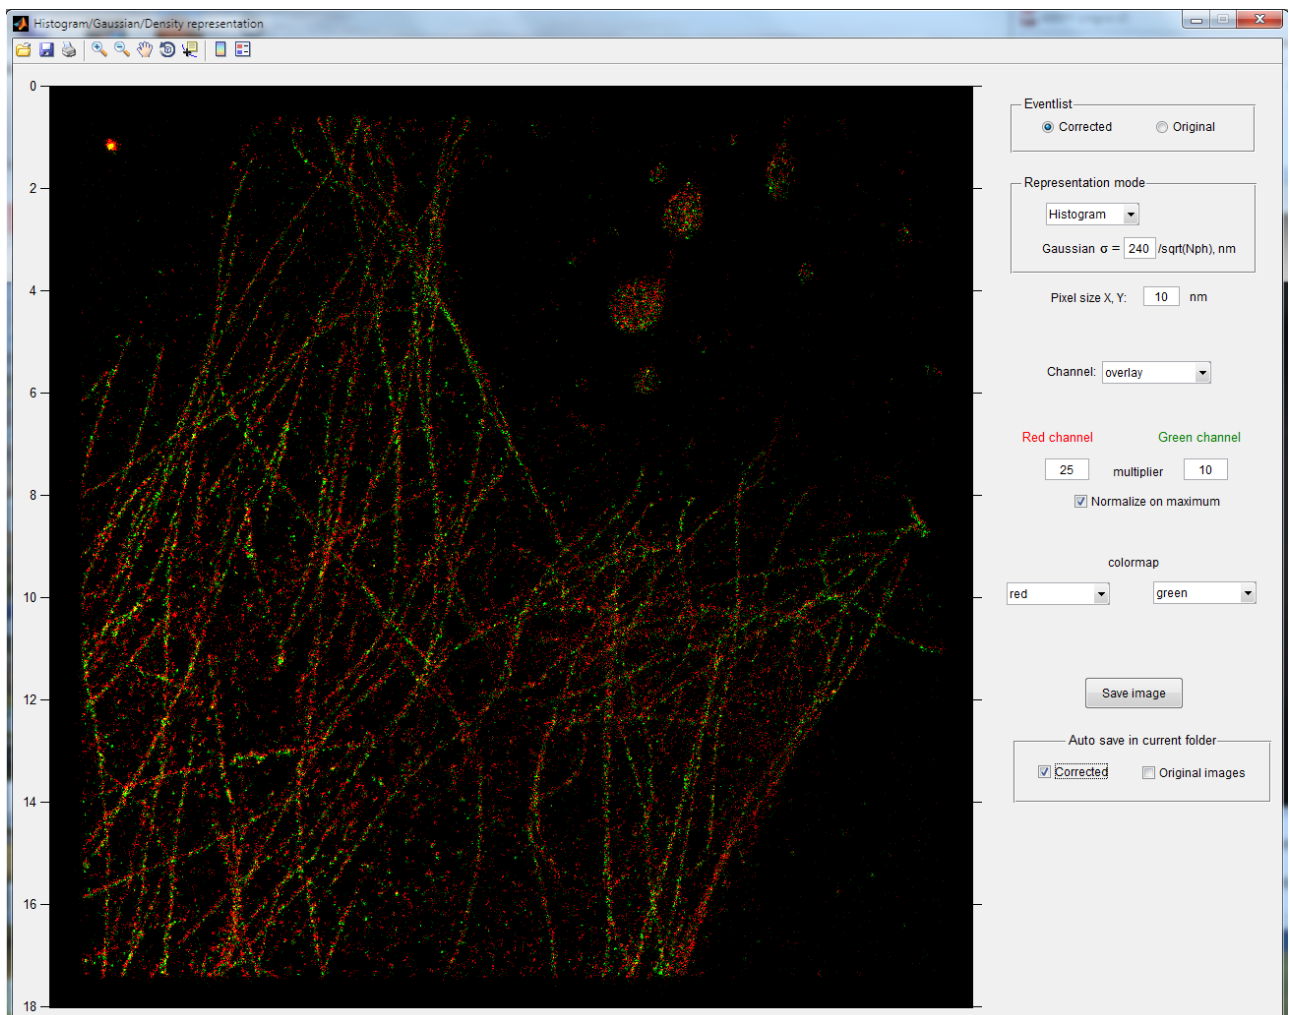 Histogram/Gaussian/Density representation
0
2
4
6
8
10
12
14
16
18
Eventlist
Corrected Original
Representation mode
Histogram
Gaussian σ = 240 /sqrt(Nph), nm
Pixel size X, Y: 10 nm
Channel: overlay
Red channel Green channel
25 multiplier 10
Normalize on maximum
colormap
red green
Save image
Auto save in current folder
Corrected Original images